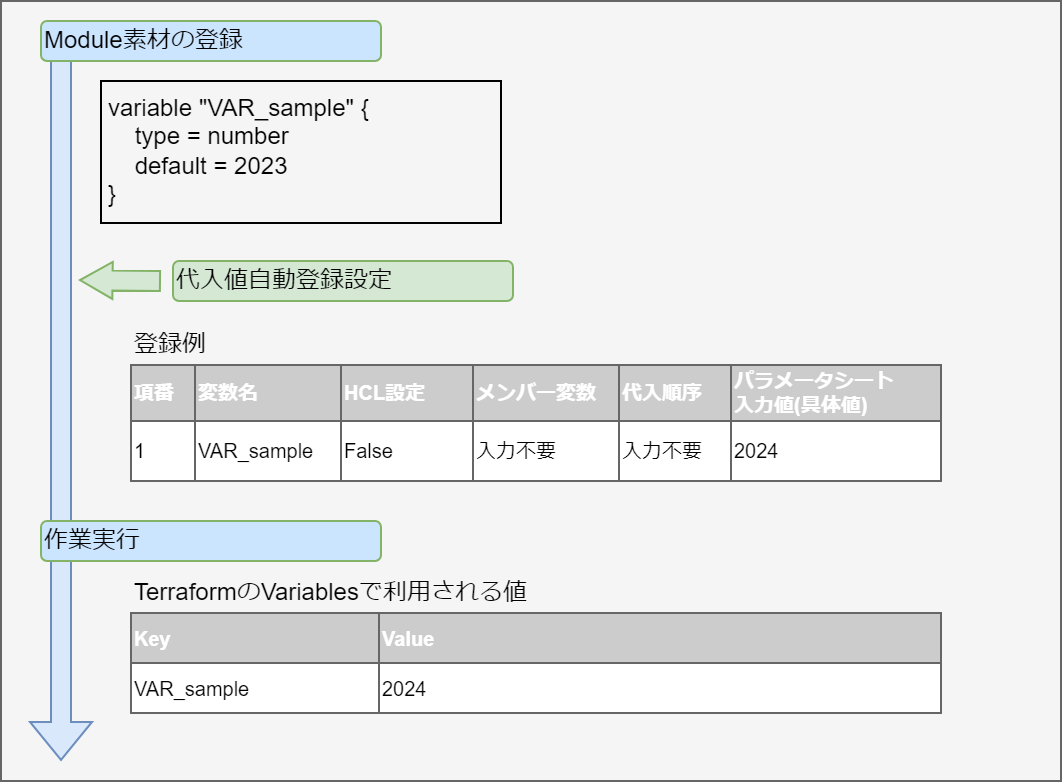 Module素材の登録
variable "VAR_sample" {
type = number
default = 2023
}
代入値自動登録設定
登録例
項番 変数名 HCL設定 メンバー変数 代入順序 パラメータシート
入力値(具体値)
1 VAR_sample False 入力不要 入力不要 2024
作業実行
TerraformのVariablesで利用される値
Key Value
VAR_sample 2024